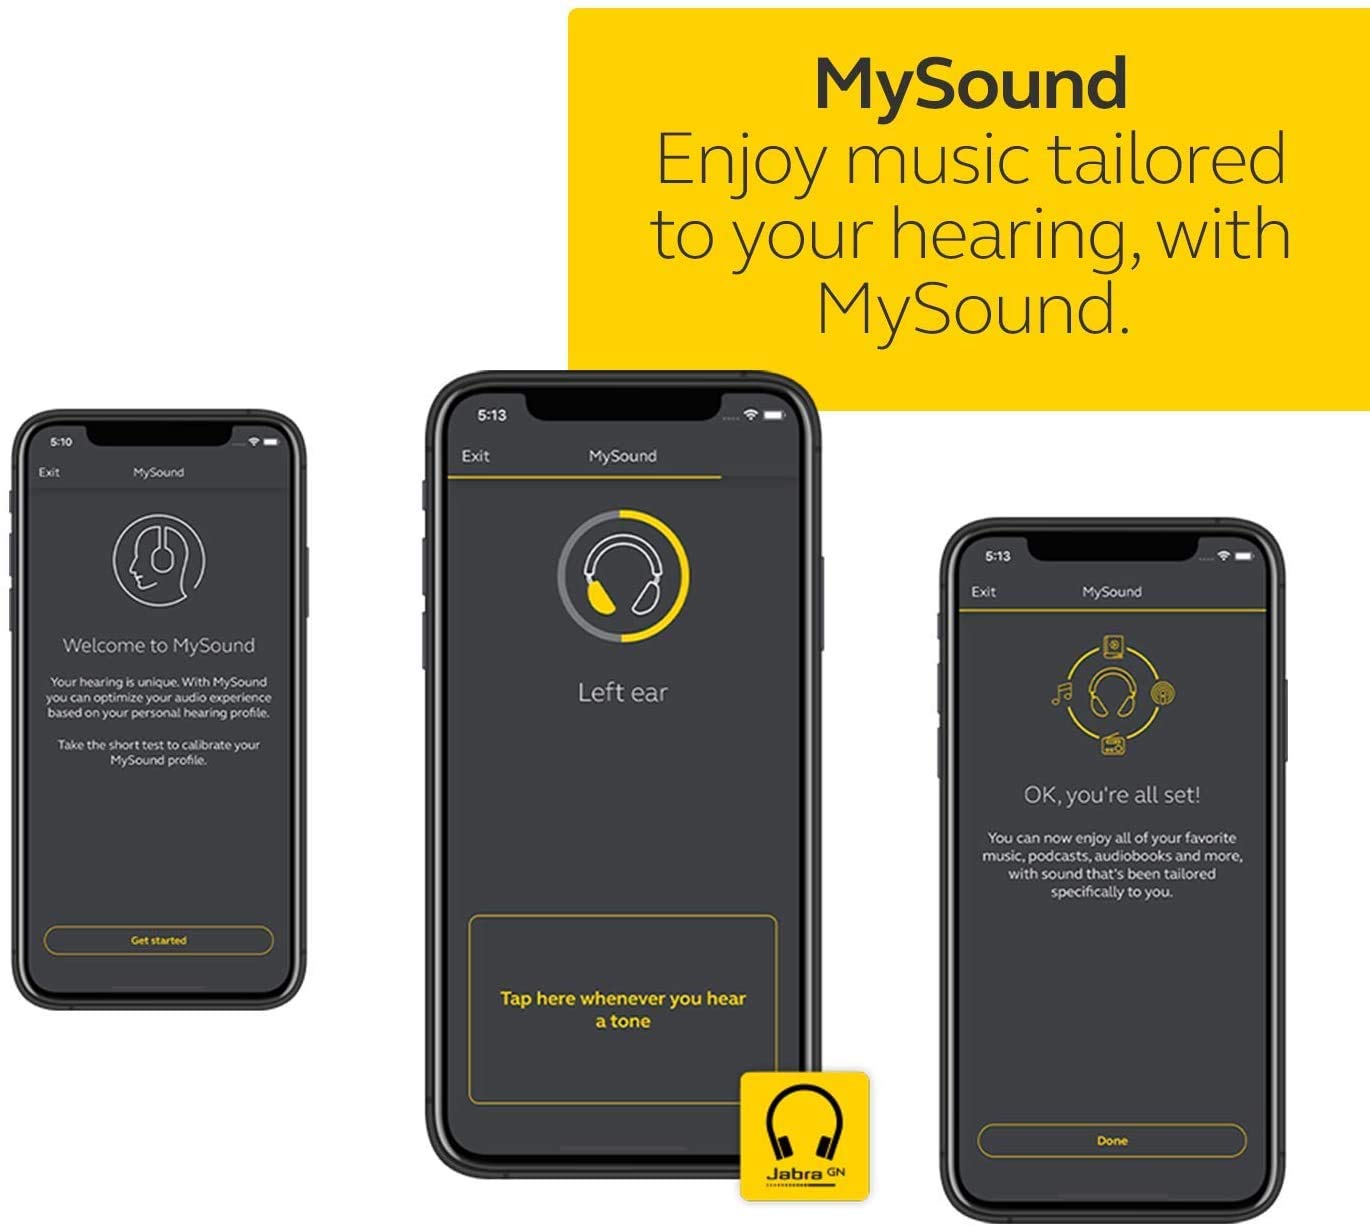 MySound
Enjoy music tailored
to your hearing, with
MySound.
5:10
Exit
MySound
Welcome to MySound
Your hearing is unique. With MySound
you can optimize your audio experience
based on your personal hearing profile.
Take the short test to calibrate your
MySound profile.
Get started
5:13
Exit
MySound
Left ear
Tap here whenever you hear
a tone
Jabra GN
5:13
Exit
MySound
OK, you're all set!
You can now enjoy all of your favorite
music, podcasts, audiobooks and more,
with sound that's been tailored
specifically to you.
Done